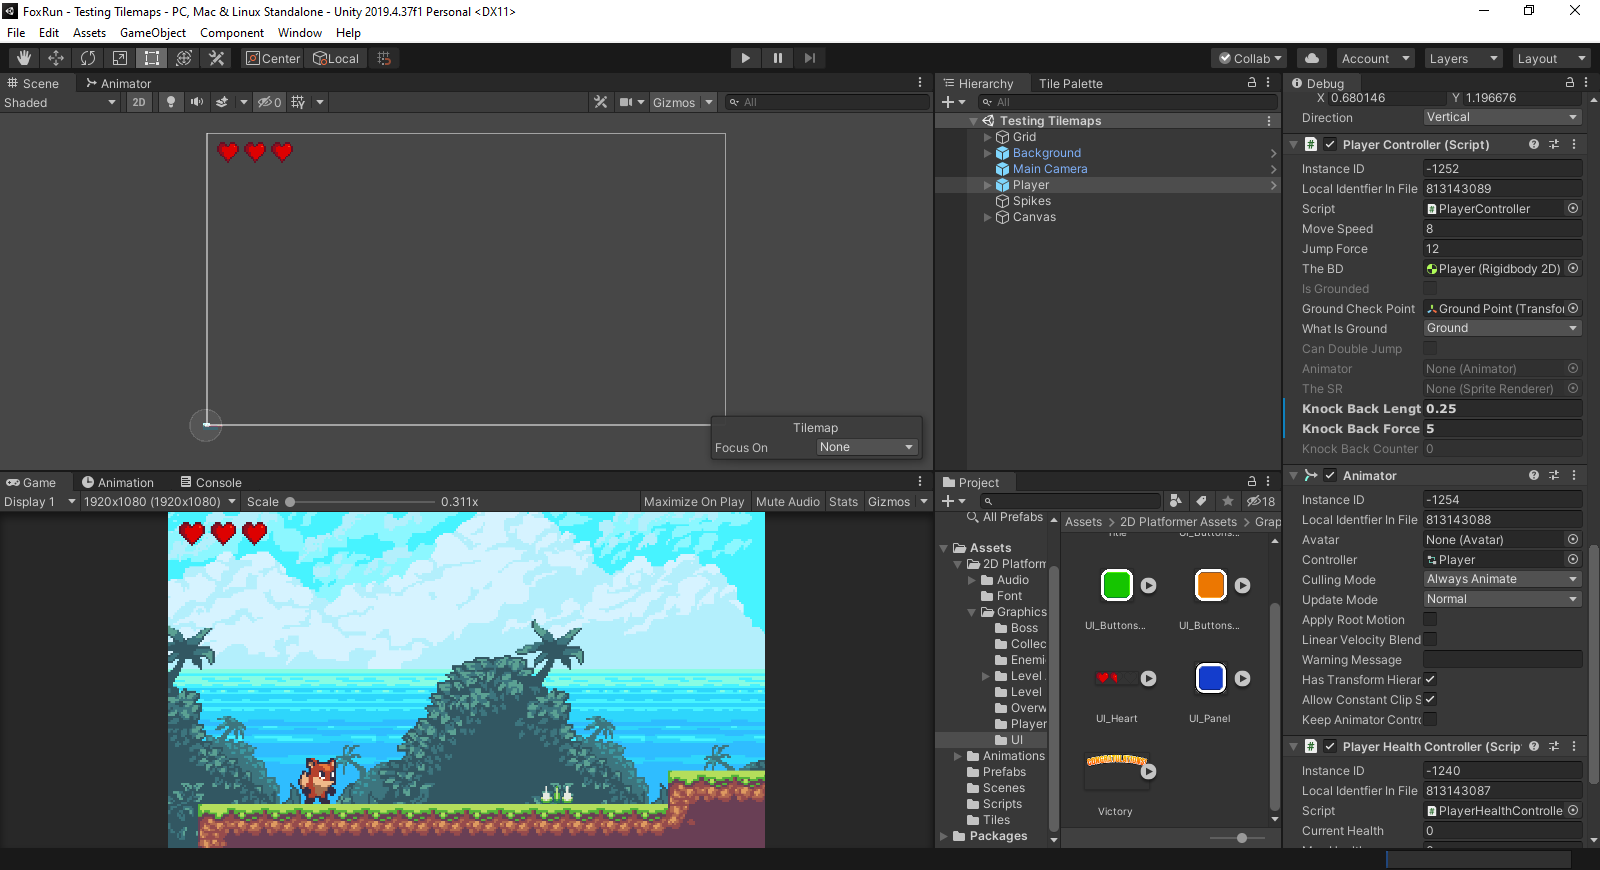 FoxRun - Testing Tilemaps - PC, Mac & Linux Standalone - Unity 2019.4.37f1 Personal <DX11>
File Edit Assets GameObject Component Window Help
Center Local Collab Account Layers Layout
Scene Animator
Shaded 2D 0 Gizmos All
Tilemap
Focus On None
Hierarchy Tile Palette
All
Testing Tilemaps
Grid
Background
Main Camera
Player
Spikes
Canvas
Game Animation Console
Display 1 1920x1080 (1920x1080) Scale 0.311x Maximize On Play Mute Audio Stats Gizmos
Project
18
All Prefabs
Assets
2D Platform
Audio
Font
Graphics
Boss
Collec
Enemi
Level
Level
Overw
Player
UI
Animations
Prefabs
Scenes
Scripts
Tiles
Packages
Assets > 2D Platformer Assets > Grap
Title UI_Buttons...
UI_Buttons... UI_Buttons...
UI_Heart UI_Panel
CONGRATULATIONS
Victory
Debug
X 0.680146 Y 1.196676
Direction Vertical
Player Controller (Script)
Instance ID -1252
Local Identfier In File 813143089
Script PlayerController
Move Speed 8
Jump Force 12
The BD Player (Rigidbody 2D)
Is Grounded
Ground Check Point Ground Point (Transfor
What Is Ground Ground
Can Double Jump
Animator None (Animator)
The SR None (Sprite Renderer)
Knock Back Lengt 0.25
Knock Back Force 5
Knock Back Counter 0
Animator
Instance ID -1254
Local Identfier In File 813143088
Avatar None (Avatar)
Controller Player
Culling Mode Always Animate
Update Mode Normal
Apply Root Motion
Linear Velocity Blend
Warning Message
Has Transform Hierar
Allow Constant Clip S
Keep Animator Contro
Player Health Controller (Scrip
Instance ID -1240
Local Identfier In File 813143087
Script PlayerHealthControlle
Current Health 0